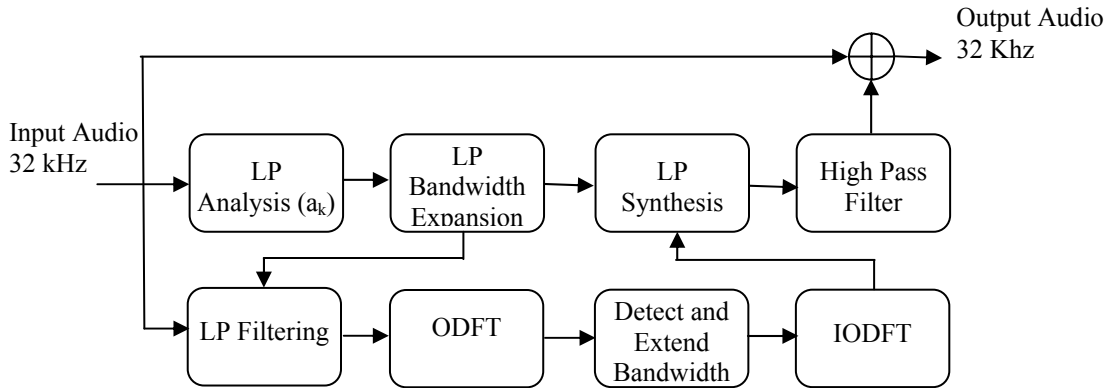 Output Audio
32 Khz
Input Audio
32 kHz
LP
Analysis (aₖ)
LP
Bandwidth
Expansion
LP
Synthesis
High Pass
Filter
LP Filtering
ODFT
Detect and
Extend
Bandwidth
IODFT